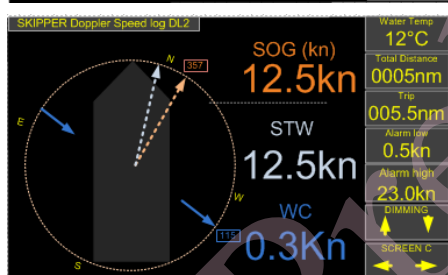 SKIPPER Doppler Speed log DL2
Water Temp
12°C
SOG (kn)
12.5kn
Total Distance
0005nm
Trip
005.5nm
STW
12.5kn
Alarm low
0.5kn
Alarm high
23.0kn
WC
0.3Kn
DIMMING
SCREEN C
N
357
E
W
115
S